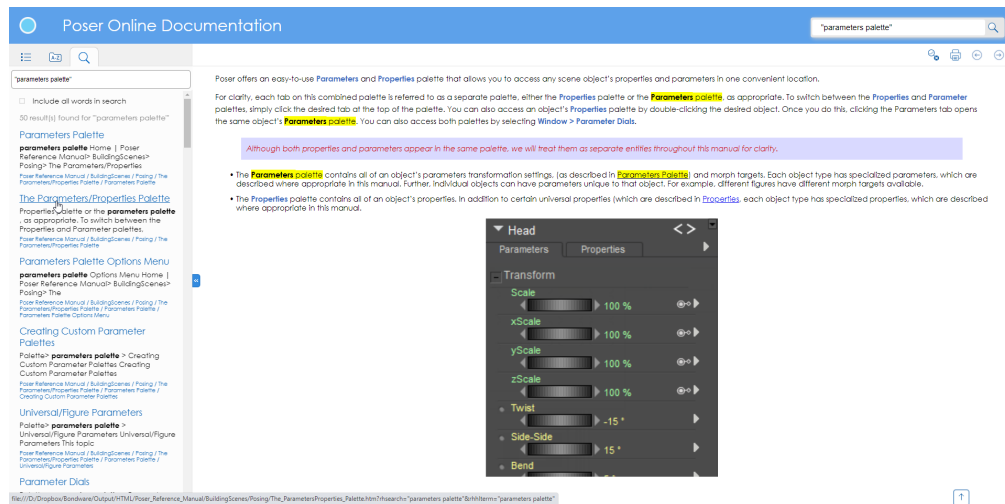 Poser Online Documentation
"parameters palette"
A-Z
"parameters palette"
Include all words in search
50 result(s) found for ""parameters palette"
Parameters Palette
parameters palette Home | Poser
Reference Manual> BuildingScenes>
Posing> The Parameters/Properties
Poser Reference Manual / BuildingScenes / Posing / The
Parameters/Properties Palette / Parameters Palette
The Parameters/Properties Palette
Properties palette or the parameters palette
, as appropriate. To switch between the
Properties and Parameter palettes,
Poser Reference Manual / BuildingScenes / Posing / The
Parameters/Properties Palette
Parameters Palette Options Menu
parameters palette Options Menu Home |
Poser Reference Manual> BuildingScenes>
Posing> The
Poser Reference Manual / BuildingScenes / Posing / The
Parameters/Properties Palette / Parameters Palette /
Parameters Palette Options Menu
Creating Custom Parameter
Palettes
Palette> parameters palette > Creating
Custom Parameter Palettes Creating
Custom Parameter Palettes
Poser Reference Manual / BuildingScenes / Posing / The
Parameters/Properties Palette / Parameters Palette /
Creating Custom Parameter Palettes
Universal/Figure Parameters
Palette> parameters palette >
Universal/Figure Parameters Universal/Figure
Parameters This topic
Poser Reference Manual / BuildingScenes / Posing / The
Parameters/Properties Palette / Parameters Palette /
Universal/Figure Parameters
Parameter Dials
file:///D:/Dropbox/Bondware/Output/HTML/Poser_Reference_Manual/BuildingScenes/Posing/The_ParametersProperties_Palette.htm?rhsearch="parameters palette"&rhhlterm="parameters palette"
Poser offers an easy-to-use Parameters and Properties palette that allows you to access any scene object's properties and parameters in one convenient location.
For clarity, each tab on this combined palette is referred to as a separate palette, either the Properties palette or the Parameters palette, as appropriate. To switch between the Properties and Parameter
palettes, simply click the desired tab at the top of the palette. You can also access an object's Properties palette by double-clicking the desired object. Once you do this, clicking the Parameters tab opens
the same object's Parameters palette. You can also access both palettes by selecting Window > Parameter Dials.
Although both properties and parameters appear in the same palette, we will treat them as separate entities throughout this manual for clarity.
• The Parameters palette contains all of an object's parameters transformation settings, (as described in Parameters Palette) and morph targets. Each object type has specialized parameters, which are
described where appropriate in this manual. Further, individual objects can have parameters unique to that object. For example, different figures have different morph targets available.
• The Properties palette contains all of an object's properties. In addition to certain universal properties (which are described in Properties, each object type has specialized properties, which are described
where appropriate in this manual.
Head
Parameters Properties
Transform
Scale
100 %
xScale
100 %
yScale
100 %
zScale
100 %
Twist
-15 °
Side-Side
15 °
Bend